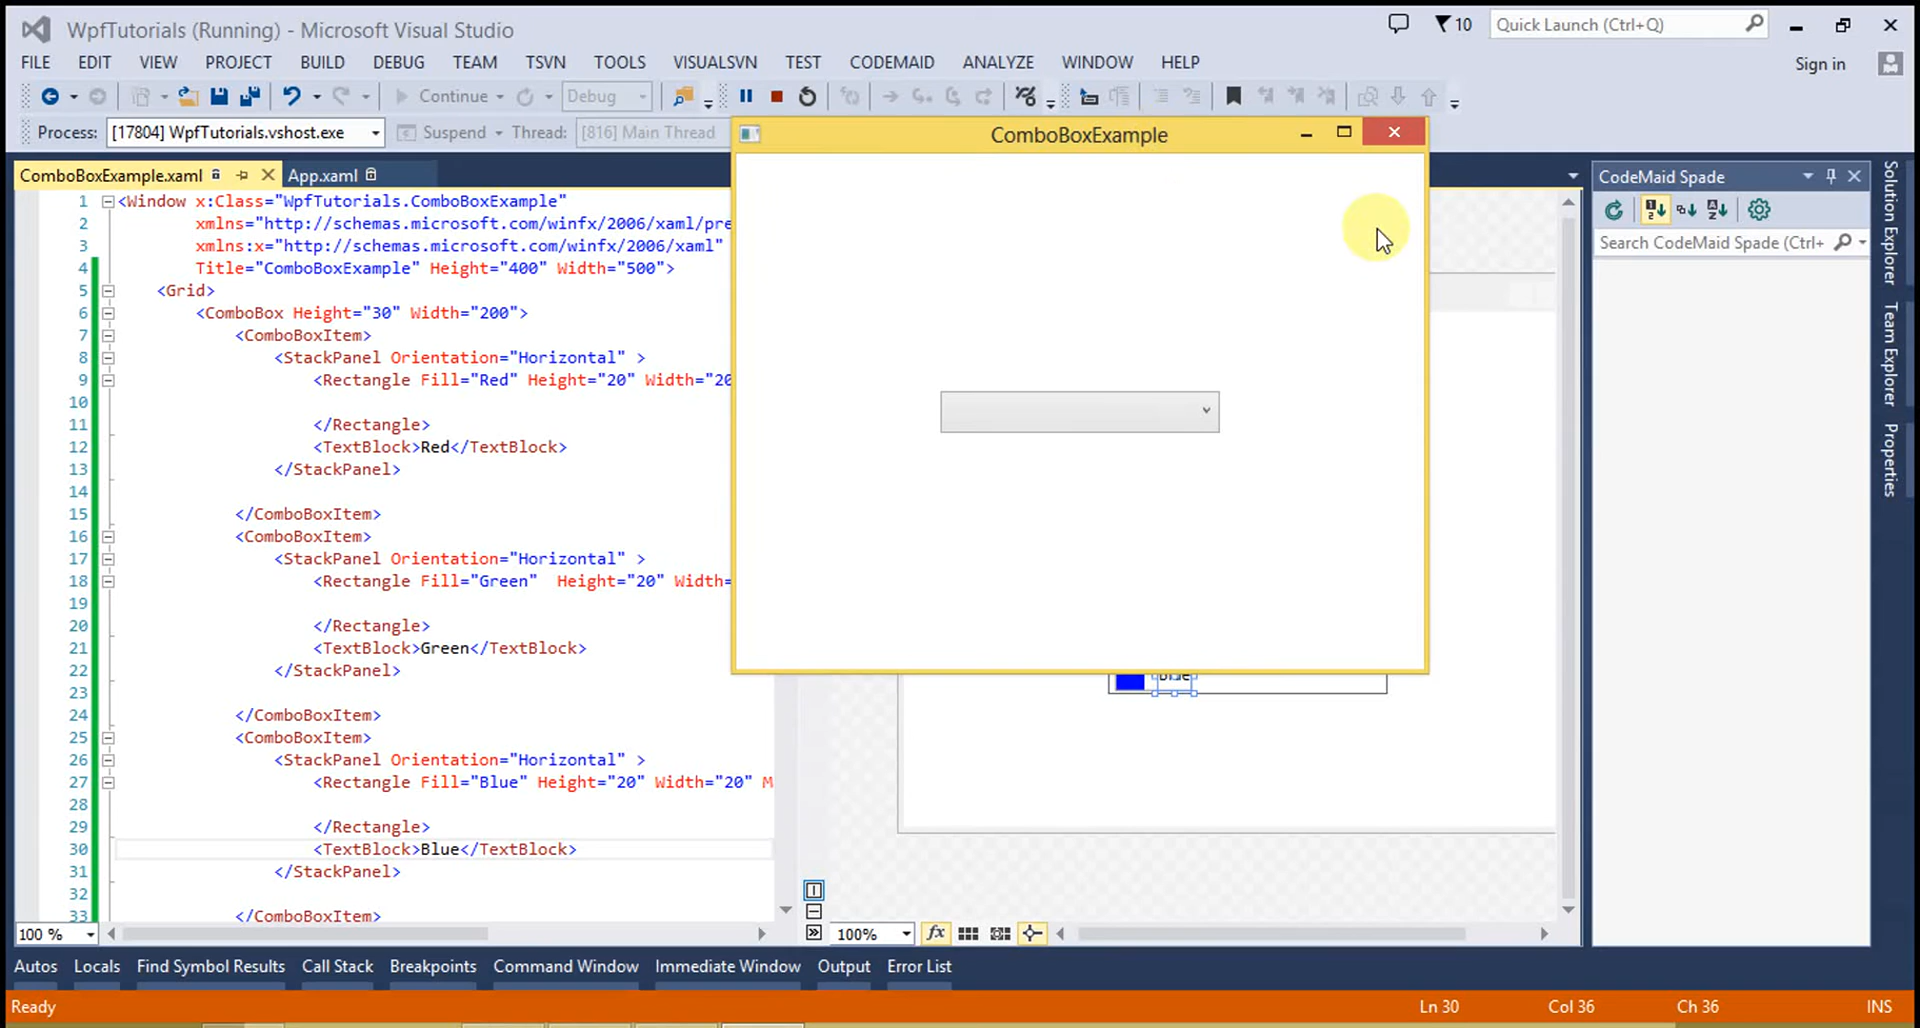 WpfTutorials (Running) - Microsoft Visual Studio
10
Quick Launch (Ctrl+Q)
FILE EDIT VIEW PROJECT BUILD DEBUG TEAM TSVN TOOLS VISUALSVN TEST CODEMAID ANALYZE WINDOW HELP
Sign in
Continue
Debug
Process: [17804] WpfTutorials.vshost.exe Suspend Thread: [816] Main Thread
ComboBoxExample
ComboBoxExample.xaml App.xaml
CodeMaid Spade
Search CodeMaid Spade (Ctrl+
Solution Explorer
Team Explorer
Properties
1 <Window x:Class="WpfTutorials.ComboBoxExample"
2 xmlns="http://schemas.microsoft.com/winfx/2006/xaml/pre
3 xmlns:x="http://schemas.microsoft.com/winfx/2006/xaml"
4 Title="ComboBoxExample" Height="400" Width="500">
5 <Grid>
6 <ComboBox Height="30" Width="200">
7 <ComboBoxItem>
8 <StackPanel Orientation="Horizontal" >
9 <Rectangle Fill="Red" Height="20" Width="20
10
11 </Rectangle>
12 <TextBlock>Red</TextBlock>
13 </StackPanel>
14
15 </ComboBoxItem>
16 <ComboBoxItem>
17 <StackPanel Orientation="Horizontal" >
18 <Rectangle Fill="Green"  Height="20" Width=
19
20 </Rectangle>
21 <TextBlock>Green</TextBlock>
22 </StackPanel>
23
24 </ComboBoxItem>
25 <ComboBoxItem>
26 <StackPanel Orientation="Horizontal" >
27 <Rectangle Fill="Blue" Height="20" Width="20" M
28
29 </Rectangle>
30 <TextBlock>Blue</TextBlock>
31 </StackPanel>
32
33 </ComboBoxItem>
Blue
100 %
100%
fx
Autos Locals Find Symbol Results Call Stack Breakpoints Command Window Immediate Window Output Error List
Ready
Ln 30 Col 36 Ch 36 INS